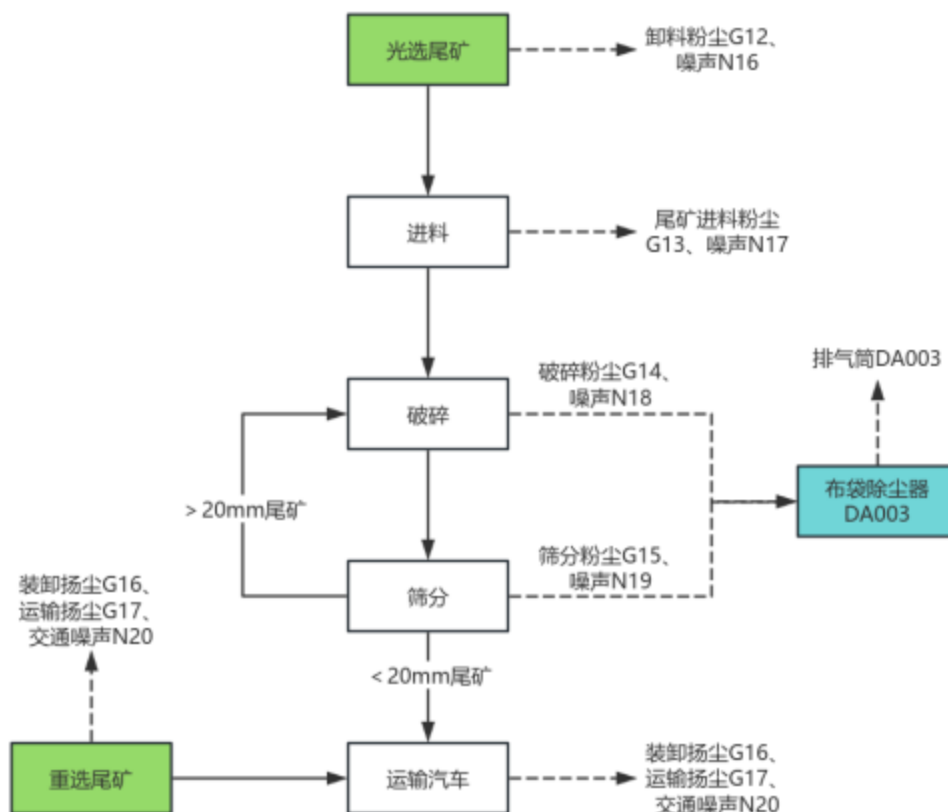 光选尾矿
卸料粉尘G12、
噪声N16
进料
尾矿进料粉尘
G13、噪声N17
排气筒DA003
破碎粉尘G14、
噪声N18
破碎
布袋除尘器
DA003
＞20mm尾矿
筛分粉尘G15、
噪声N19
筛分
装卸扬尘G16、
运输扬尘G17、
交通噪声N20
＜20mm尾矿
重选尾矿
运输汽车
装卸扬尘G16、
运输扬尘G17、
交通噪声N20